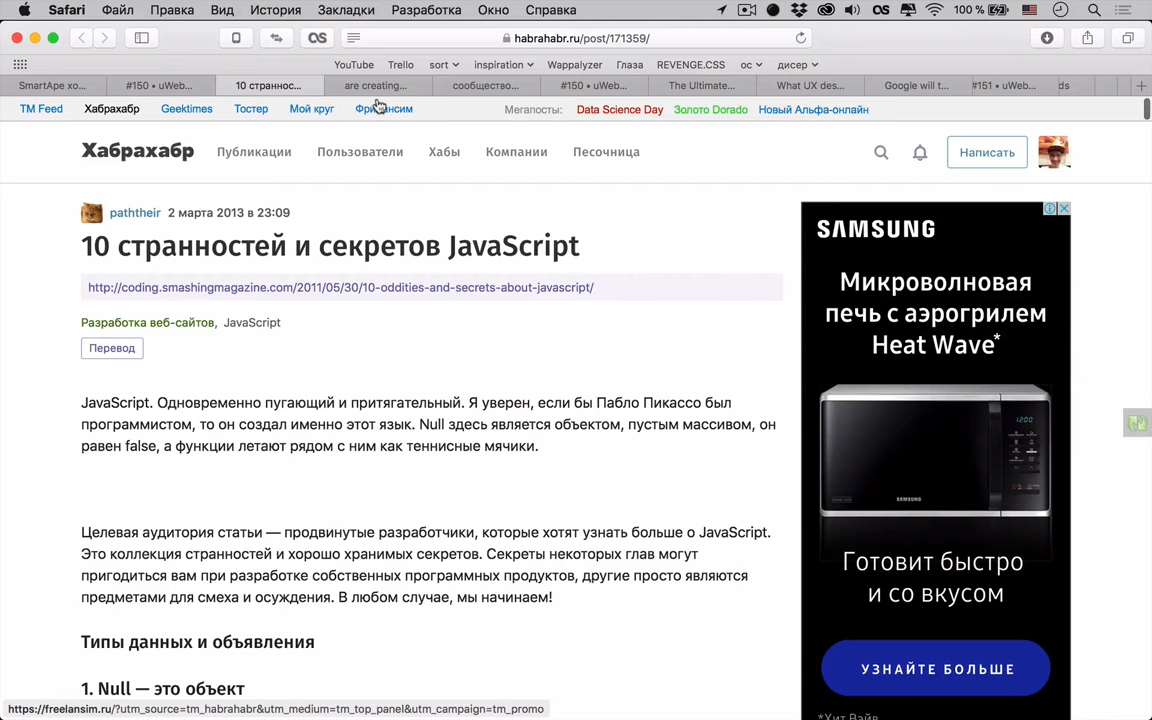 Safari Файл Правка Вид История Закладки Разработка Окно Справка 100 %
habrahabr.ru/post/171359/
YouTube Trello sort inspiration Wappalyzer Глаза REVENGE.CSS ос дисер
SmartApe хо... #150 • uWeb... 10 страннос... are creating... сообщество... #150 • uWeb... The Ultimate... What UX des... Google will t... #151 • uWeb... ds
TM Feed Хабрахабр Geektimes Тостер Мой круг Фрилансим Мегапосты: Data Science Day Золото Dorado Новый Альфа-онлайн
Хабрахабр Публикации Пользователи Хабы Компании Песочница Написать
paththeir 2 марта 2013 в 23:09
10 странностей и секретов JavaScript
http://coding.smashingmagazine.com/2011/05/30/10-oddities-and-secrets-about-javascript/
Разработка веб-сайтов, JavaScript
Перевод
JavaScript. Одновременно пугающий и притягательный. Я уверен, если бы Пабло Пикассо был
программистом, то он создал именно этот язык. Null здесь является объектом, пустым массивом, он
равен false, а функции летают рядом с ним как теннисные мячики.
Целевая аудитория статьи — продвинутые разработчики, которые хотят узнать больше о JavaScript.
Это коллекция странностей и хорошо хранимых секретов. Секреты некоторых глав могут
пригодиться вам при разработке собственных программных продуктов, другие просто являются
предметами для смеха и осуждения. В любом случае, мы начинаем!
Типы данных и объявления
1. Null — это объект
https://freelansim.ru/?utm_source=tm_habrahabr&utm_medium=tm_top_panel&utm_campaign=tm_promo
SAMSUNG
Микроволновая
печь с аэрогрилем
Heat Wave*
1200
SAMSUNG
Готовит быстро
и со вкусом
УЗНАЙТЕ БОЛЬШЕ
*Хит Вэйв